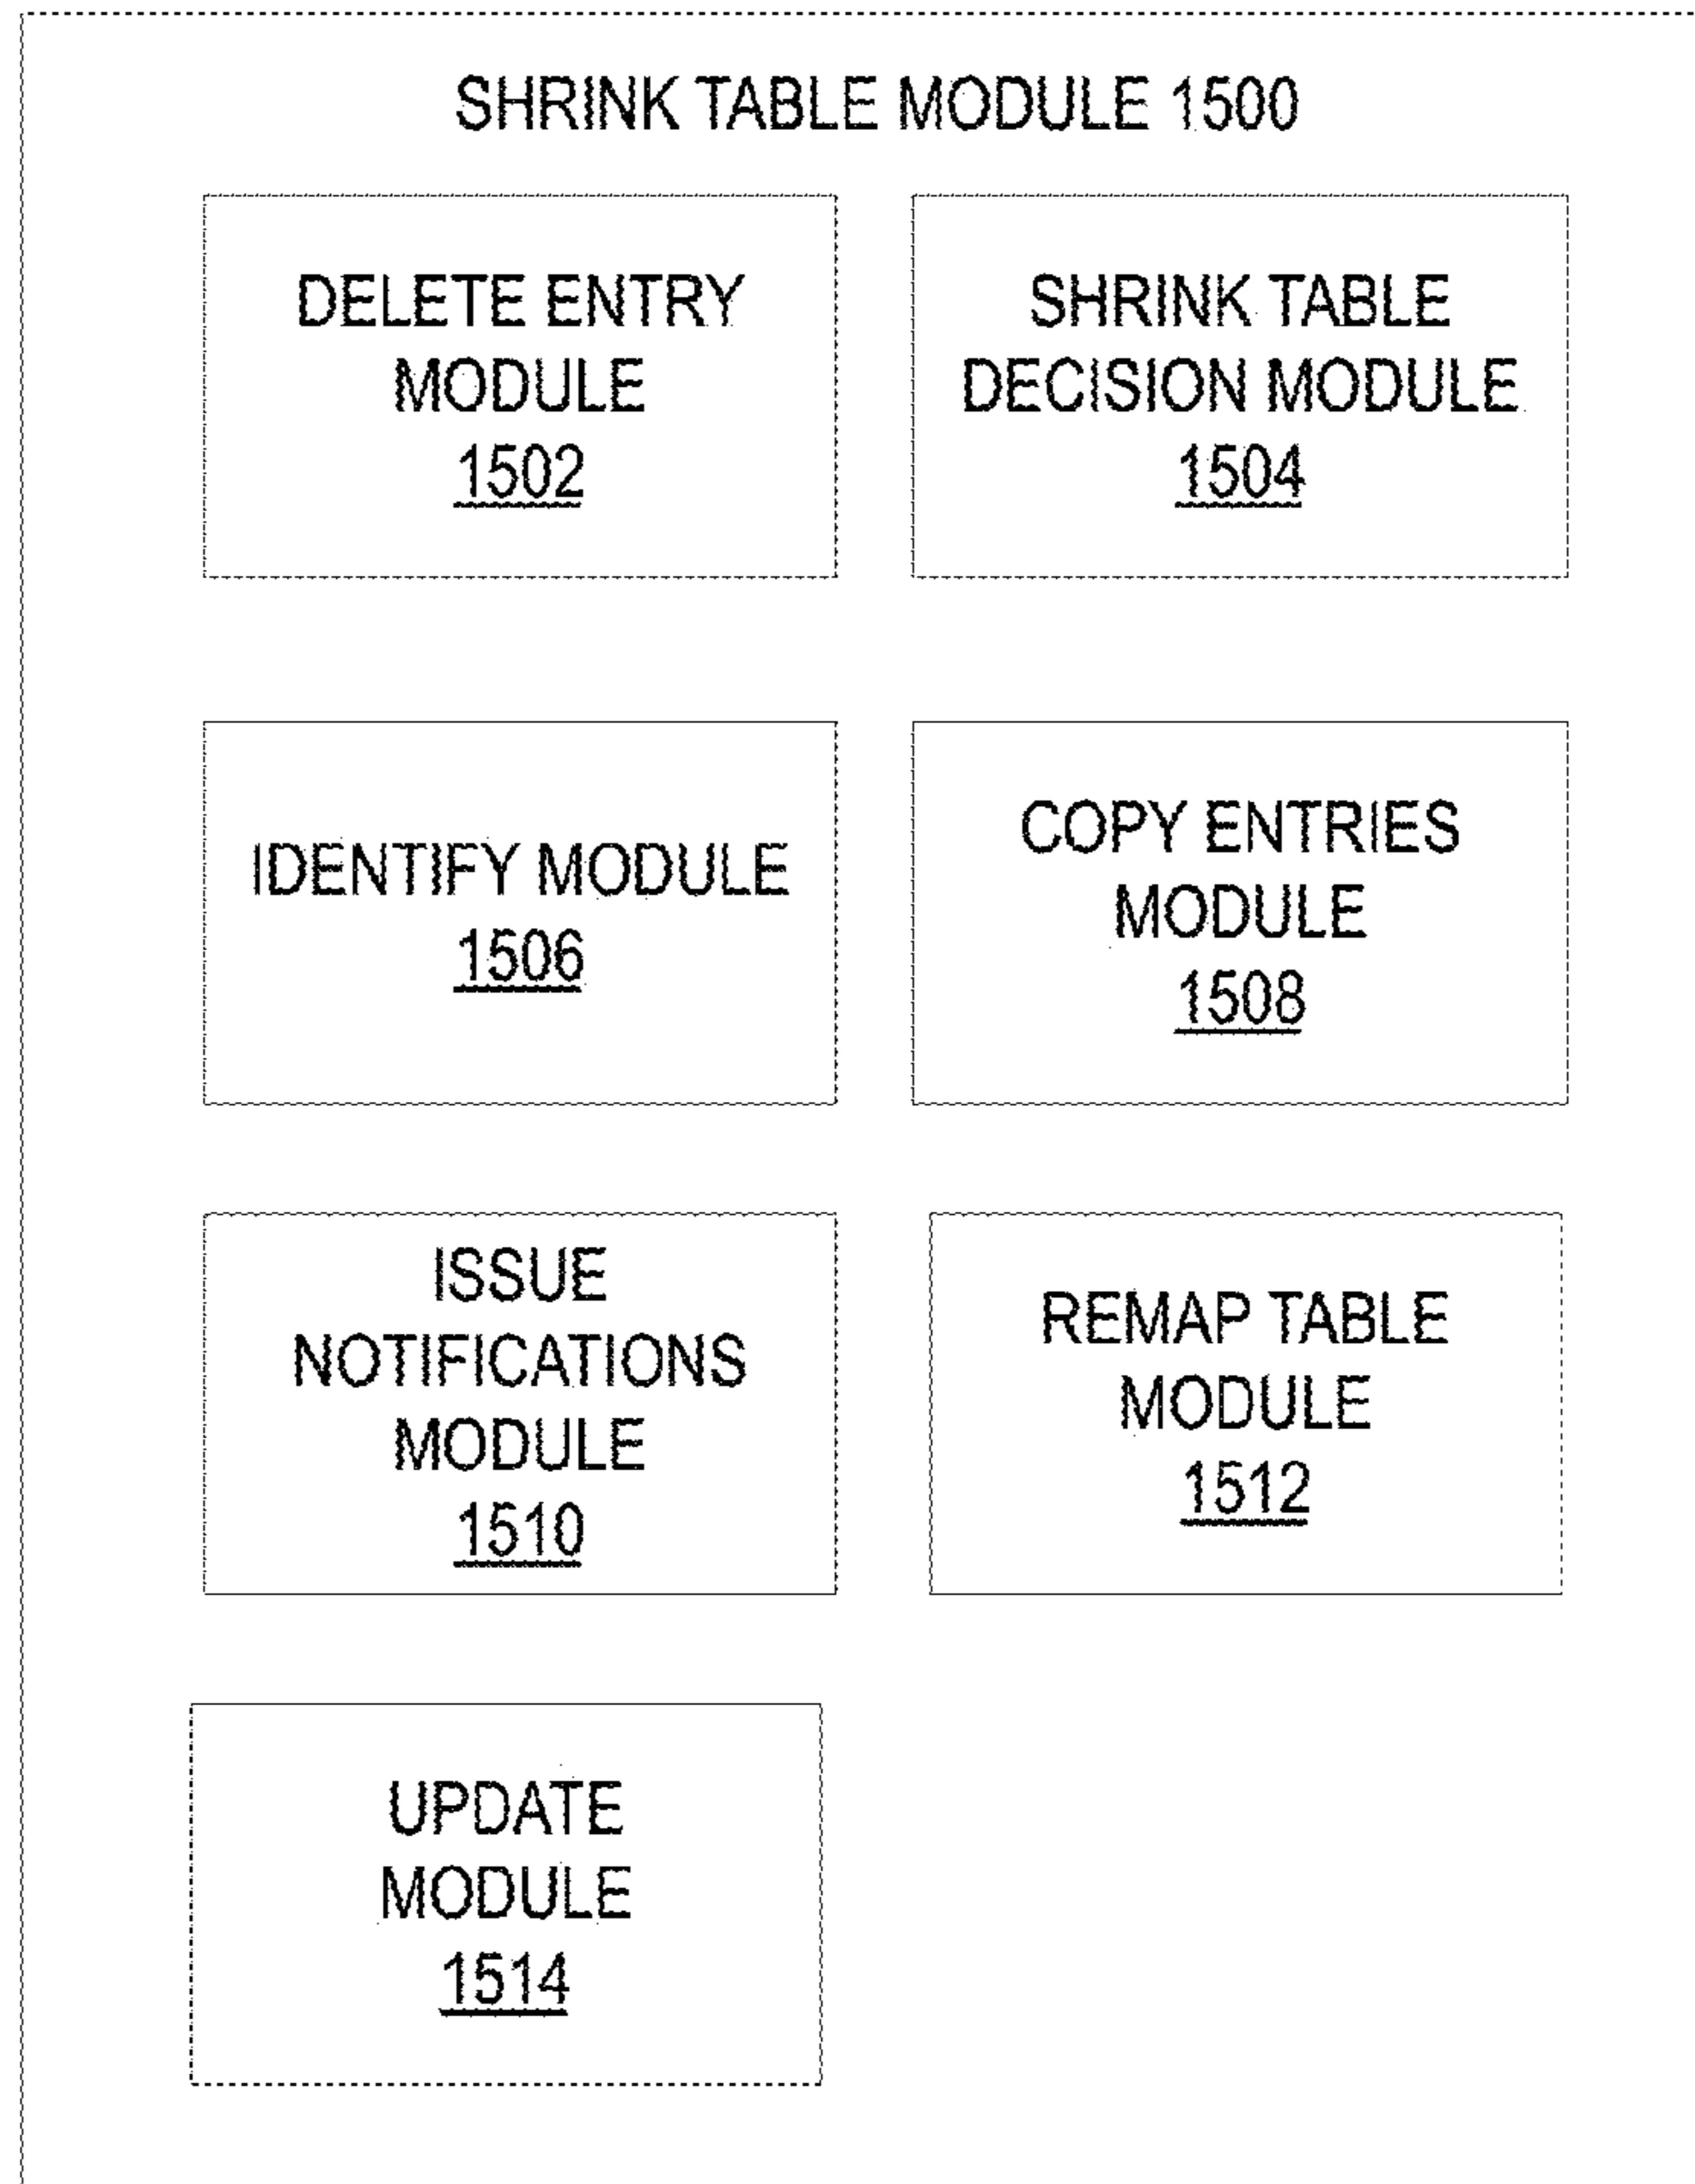 SHRINK TABLE MODULE 1500
DELETE ENTRY
MODULE
1502
SHRINK TABLE
DECISION MODULE
1504
IDENTIFY MODULE
1506
COPY ENTRIES
MODULE
1508
ISSUE
NOTIFICATIONS
MODULE
1510
REMAP TABLE
MODULE
1512
UPDATE
MODULE
1514